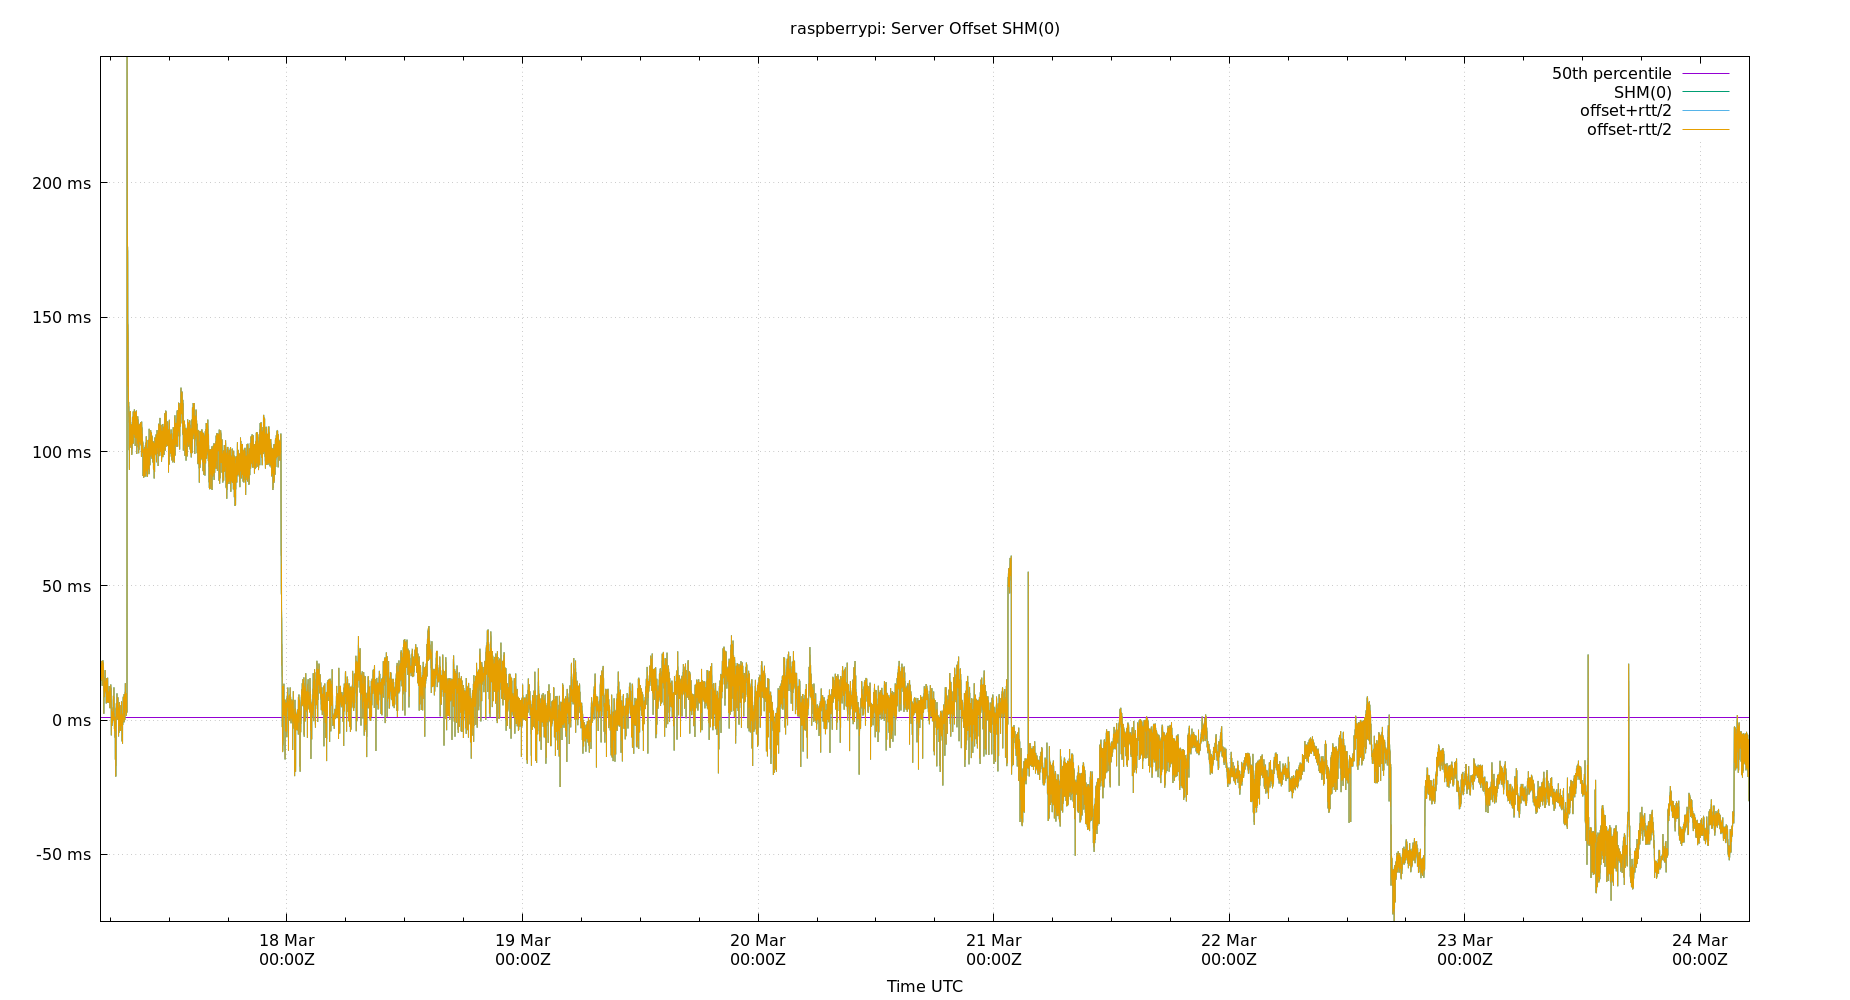 raspberrypi: Server Offset SHM(0)
50th percentile
SHM(0)
offset+rtt/2
offset-rtt/2
200 ms
150 ms
100 ms
50 ms
0 ms
-50 ms
18 Mar 19 Mar 20 Mar 21 Mar 22 Mar 23 Mar 24 Mar
00:00Z 00:00Z 00:00Z 00:00Z 00:00Z 00:00Z 00:00Z
Time UTC